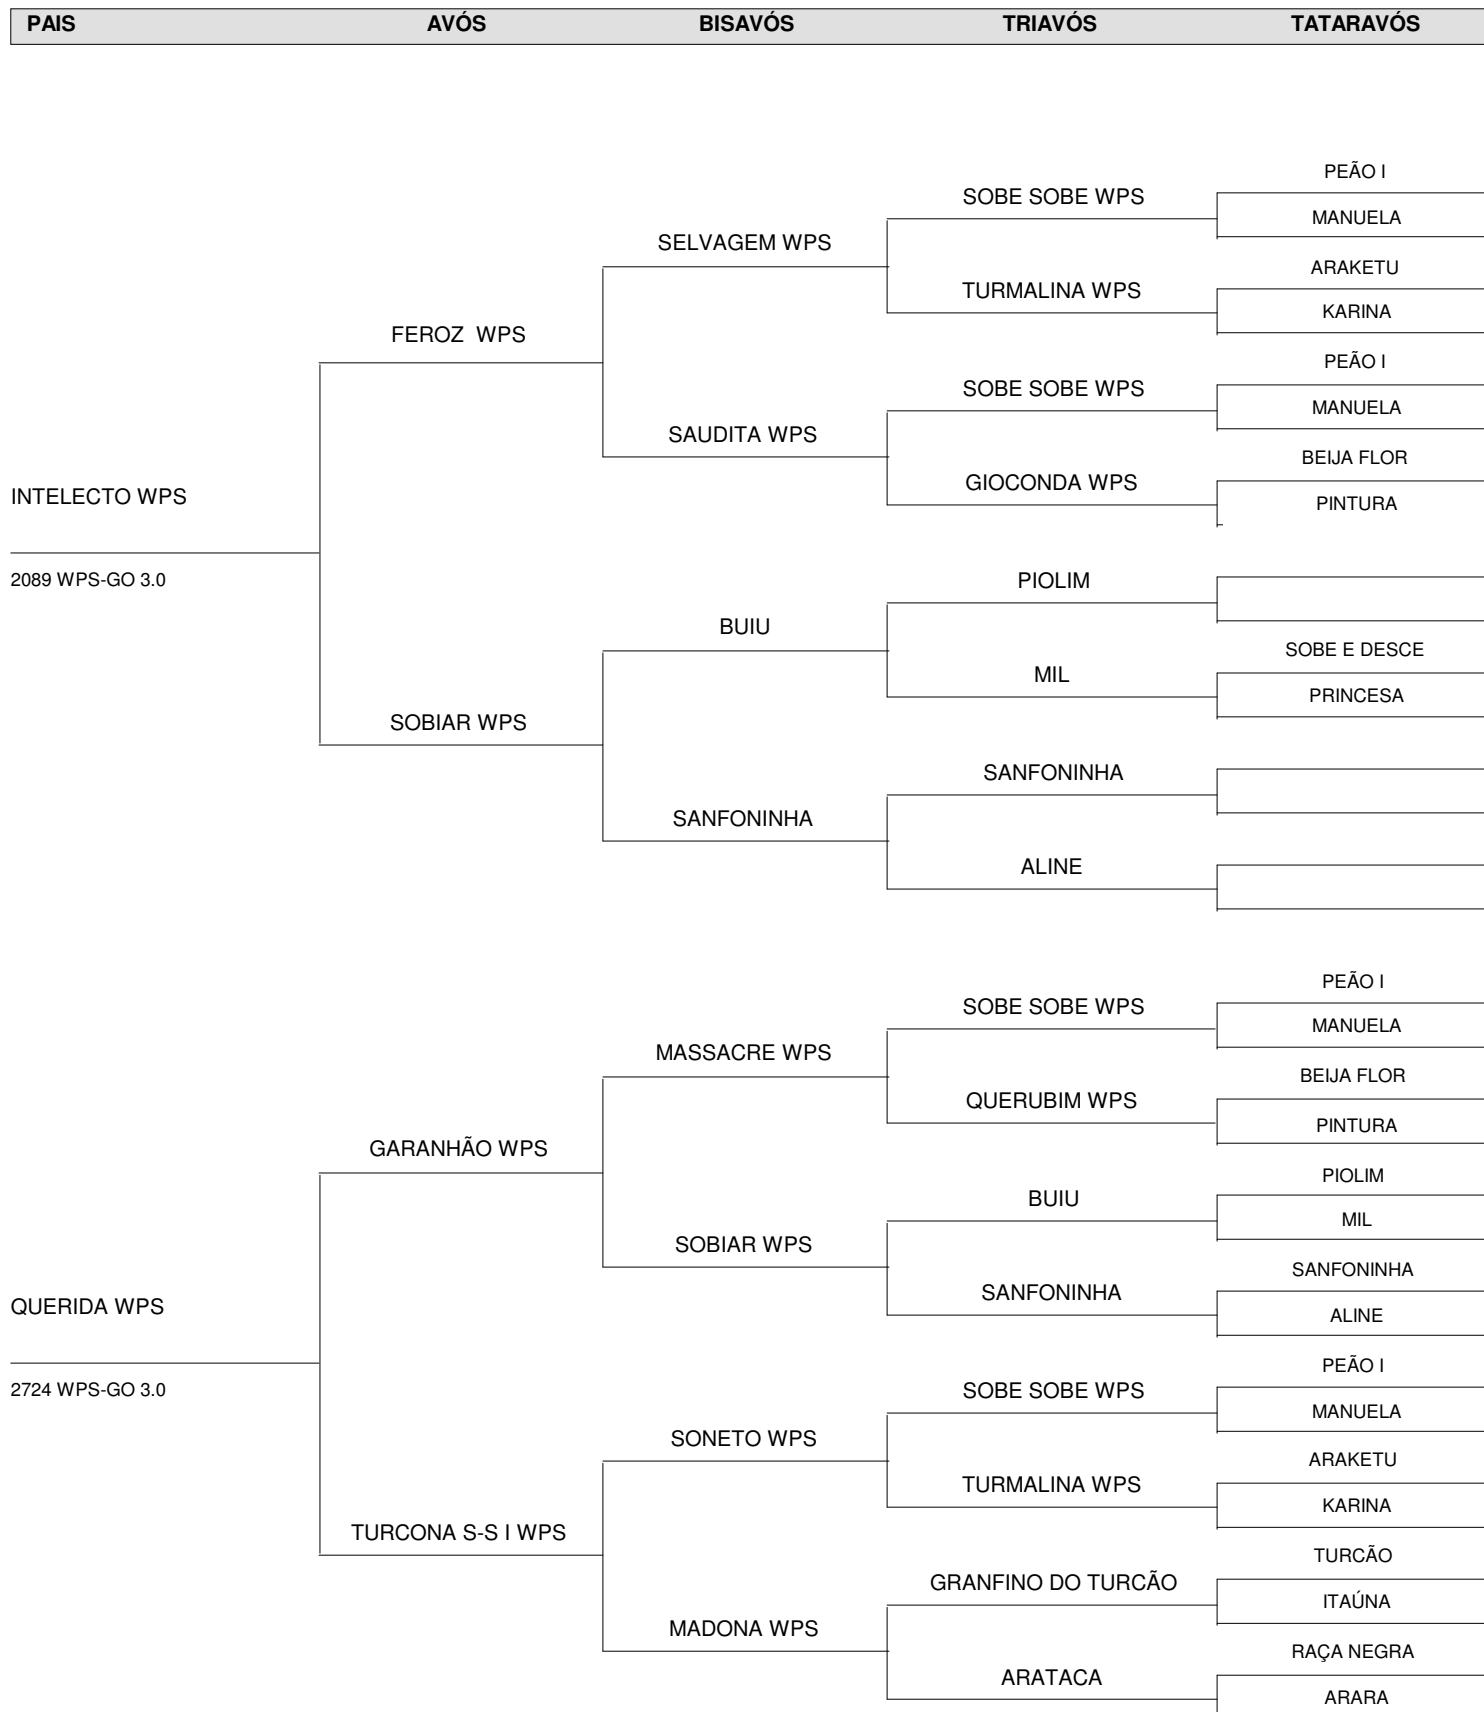 PAIS AVÓS BISAVÓS TRIAVÓS TATARAVÓS
PEÃO I
SOBE SOBE WPS
MANUELA
SELVAGEM WPS
ARAKETU
TURMALINA WPS
KARINA
FEROZ WPS
PEÃO I
SOBE SOBE WPS
MANUELA
SAUDITA WPS
BEIJA FLOR
GIOCONDA WPS
INTELECTO WPS
PINTURA
2089 WPS-GO 3.0
PIOLIM
BUIU
SOBE E DESCE
MIL
PRINCESA
SOBIAR WPS
SANFONINHA
SANFONINHA
ALINE
PEÃO I
SOBE SOBE WPS
MANUELA
MASSACRE WPS
BEIJA FLOR
QUERUBIM WPS
PINTURA
GARANHÃO WPS
PIOLIM
BUIU
MIL
SOBIAR WPS
SANFONINHA
SANFONINHA
QUERIDA WPS
ALINE
PEÃO I
2724 WPS-GO 3.0
SOBE SOBE WPS
MANUELA
SONETO WPS
ARAKETU
TURMALINA WPS
KARINA
TURCONA S-S I WPS
TURCÃO
GRANFINO DO TURCÃO
ITAÚNA
MADONA WPS
RAÇA NEGRA
ARATACA
ARARA